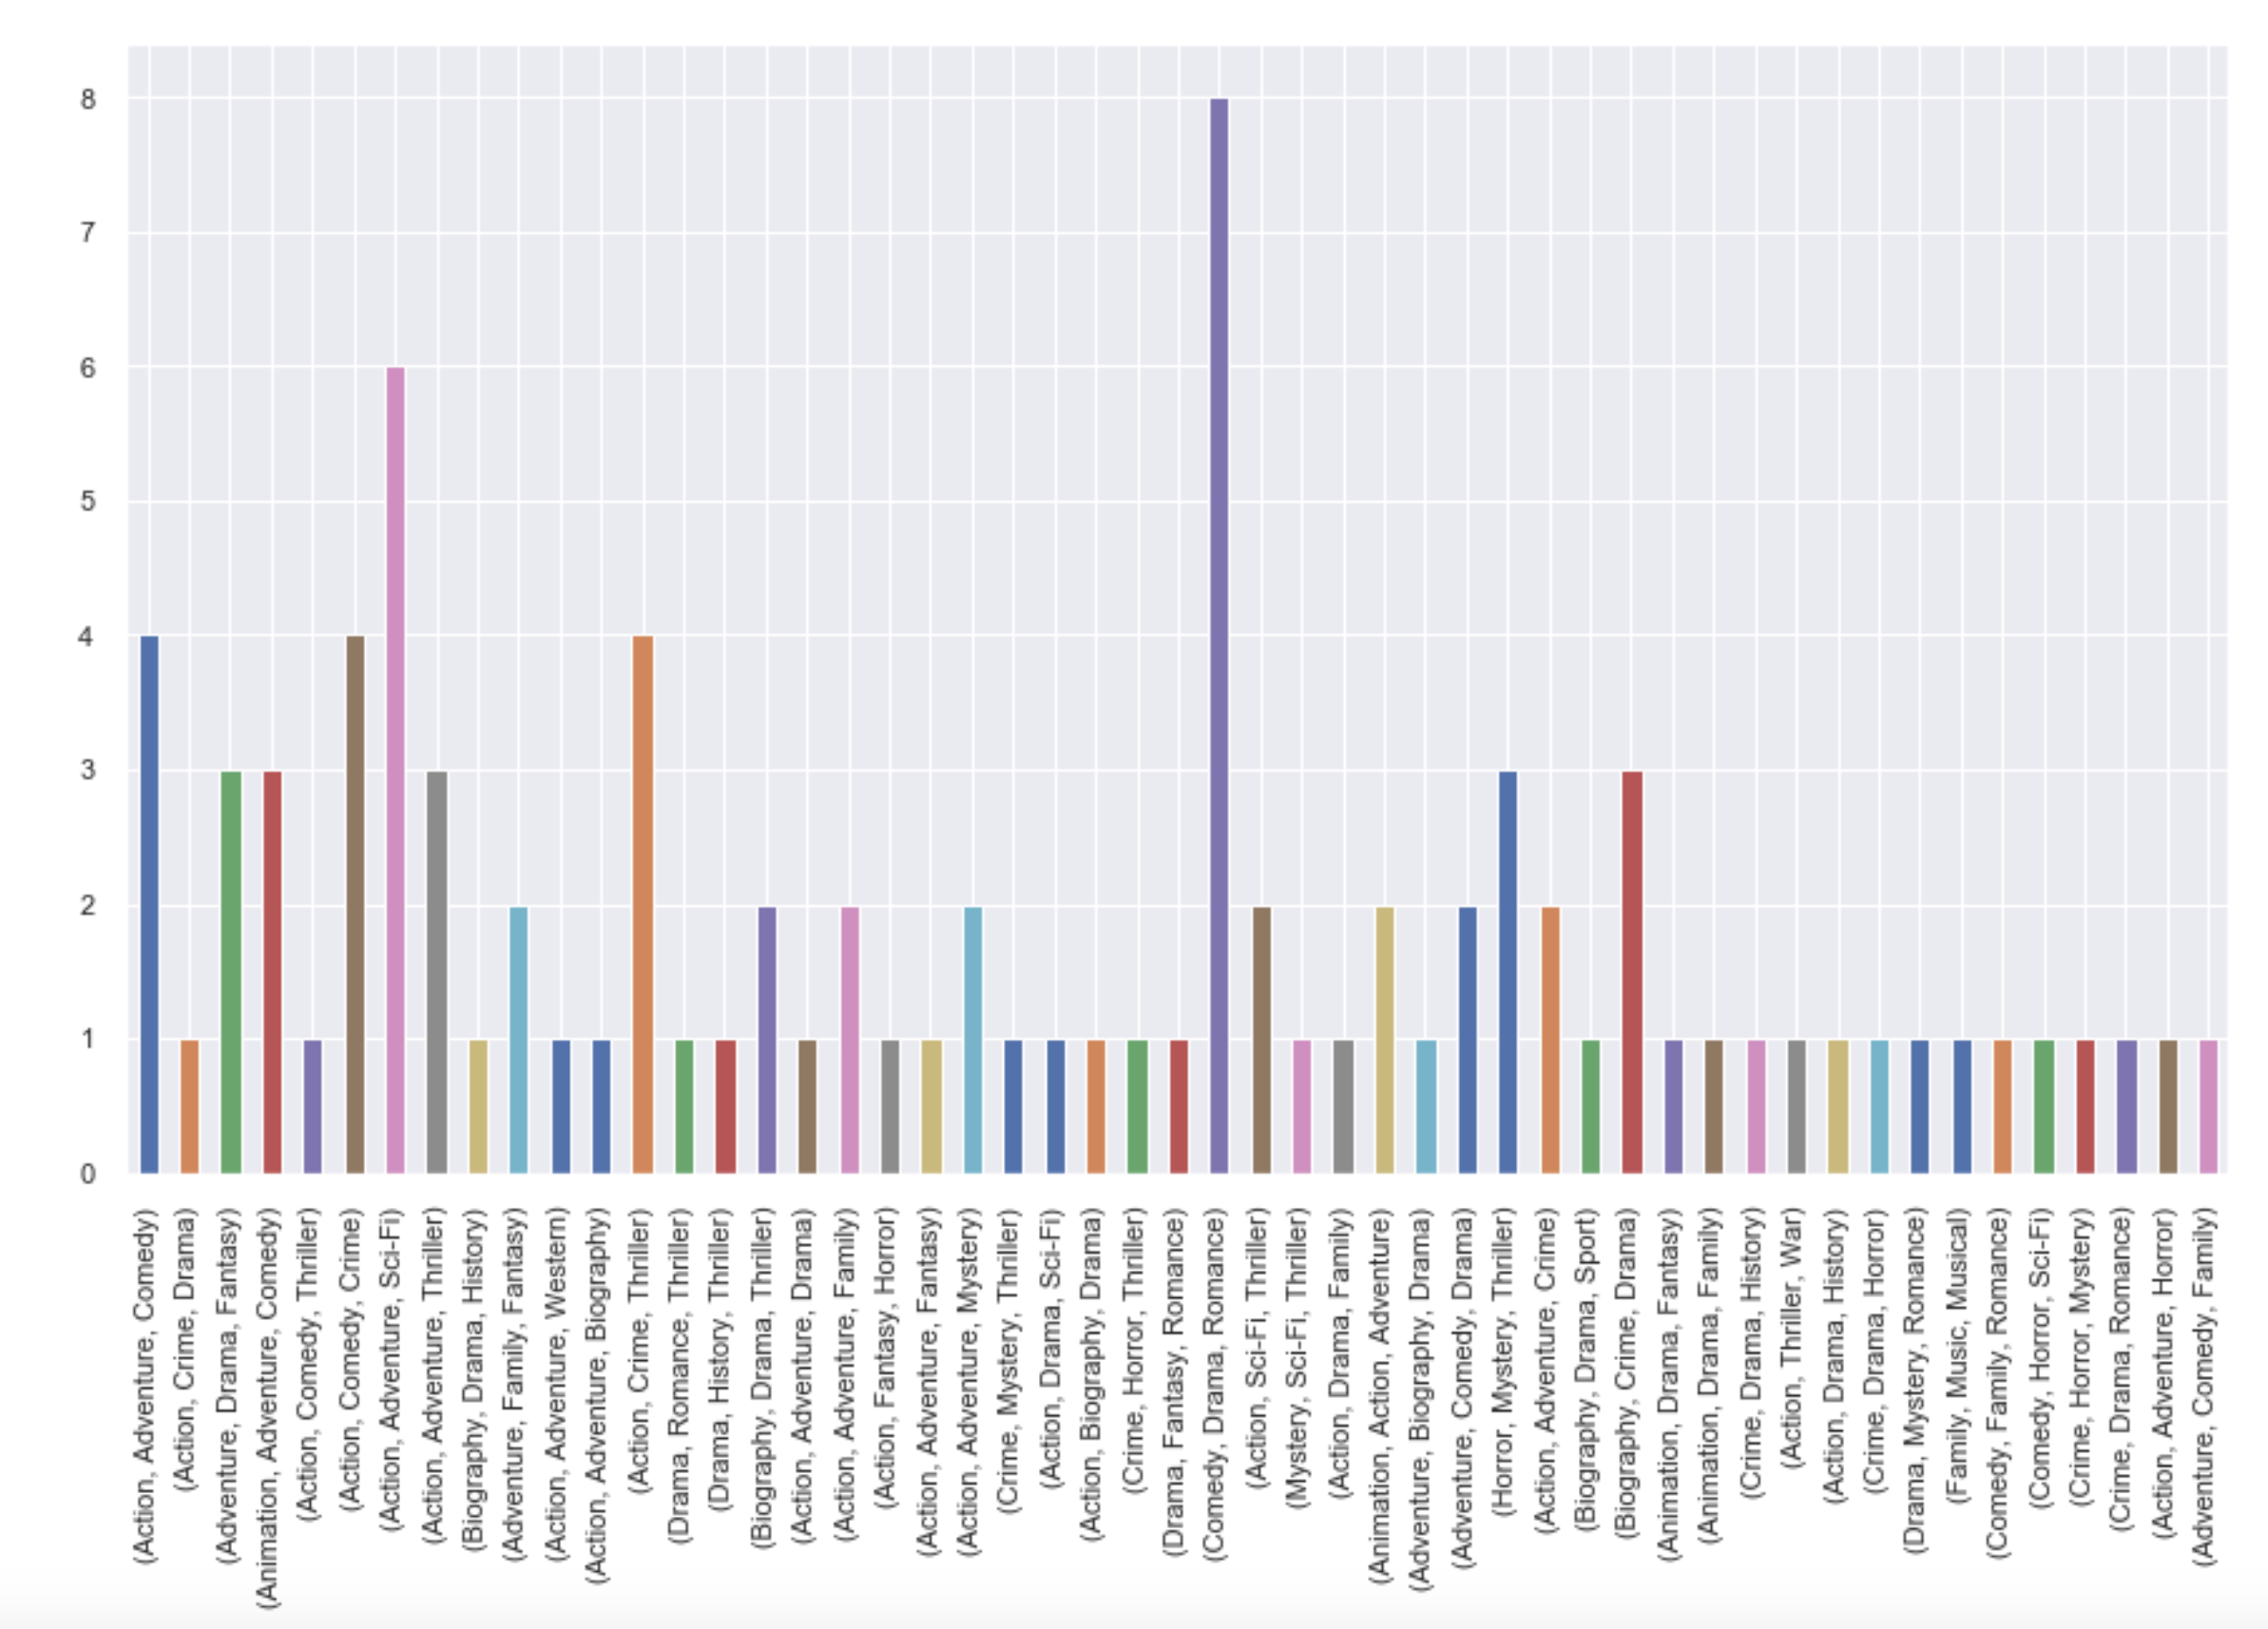 8
7
6
5
4
3
2
1
0
(Action, Adventure, Comedy)
(Action, Crime, Drama)
(Adventure, Drama, Fantasy)
(Animation, Adventure, Comedy)
(Action, Comedy, Thriller)
(Action, Comedy, Crime)
(Action, Adventure, Sci-Fi)
(Action, Adventure, Thriller)
(Biography, Drama, History)
(Adventure, Family, Fantasy)
(Action, Adventure, Western)
(Action, Adventure, Biography)
(Action, Crime, Thriller)
(Drama, Romance, Thriller)
(Drama, History, Thriller)
(Biography, Drama, Thriller)
(Action, Adventure, Drama)
(Action, Adventure, Family)
(Action, Fantasy, Horror)
(Action, Adventure, Fantasy)
(Action, Adventure, Mystery)
(Crime, Mystery, Thriller)
(Action, Drama, Sci-Fi)
(Action, Biography, Drama)
(Crime, Horror, Thriller)
(Drama, Fantasy, Romance)
(Comedy, Drama, Romance)
(Action, Sci-Fi, Thriller)
(Mystery, Sci-Fi, Thriller)
(Action, Drama, Family)
(Animation, Action, Adventure)
(Adventure, Biography, Drama)
(Adventure, Comedy, Drama)
(Horror, Mystery, Thriller)
(Action, Adventure, Crime)
(Biography, Drama, Sport)
(Biography, Crime, Drama)
(Animation, Drama, Fantasy)
(Animation, Drama, Family)
(Crime, Drama, History)
(Action, Thriller, War)
(Action, Drama, History)
(Crime, Drama, Horror)
(Drama, Mystery, Romance)
(Family, Music, Musical)
(Comedy, Family, Romance)
(Comedy, Horror, Sci-Fi)
(Crime, Horror, Mystery)
(Crime, Drama, Romance)
(Action, Adventure, Horror)
(Adventure, Comedy, Family)